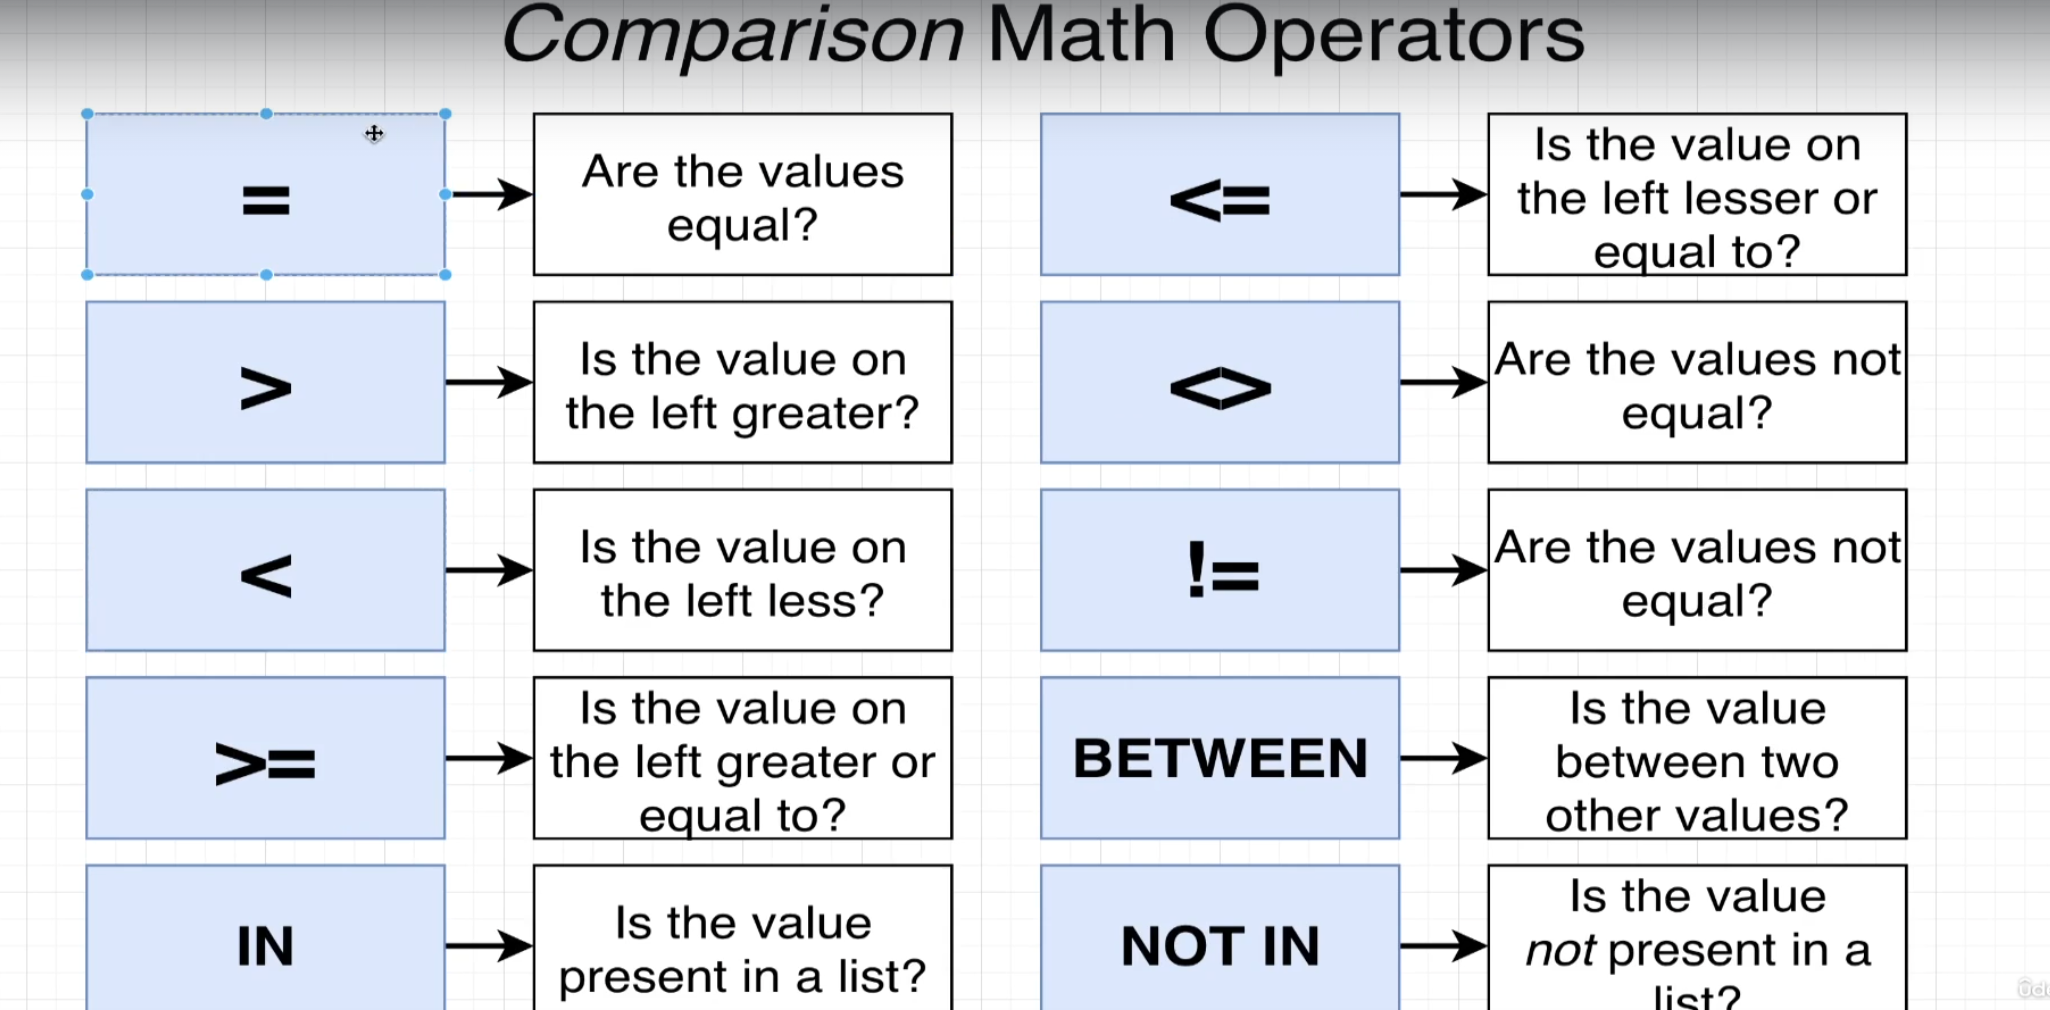 Comparison Math Operators
=
Are the values
equal?
<=
Is the value on
the left lesser or
equal to?
>
Is the value on
the left greater?
<>
Are the values not
equal?
<
Is the value on
the left less?
!=
Are the values not
equal?
>=
Is the value on
the left greater or
equal to?
BETWEEN
Is the value
between two
other values?
IN
Is the value
present in a list?
NOT IN
Is the value
not present in a
list?